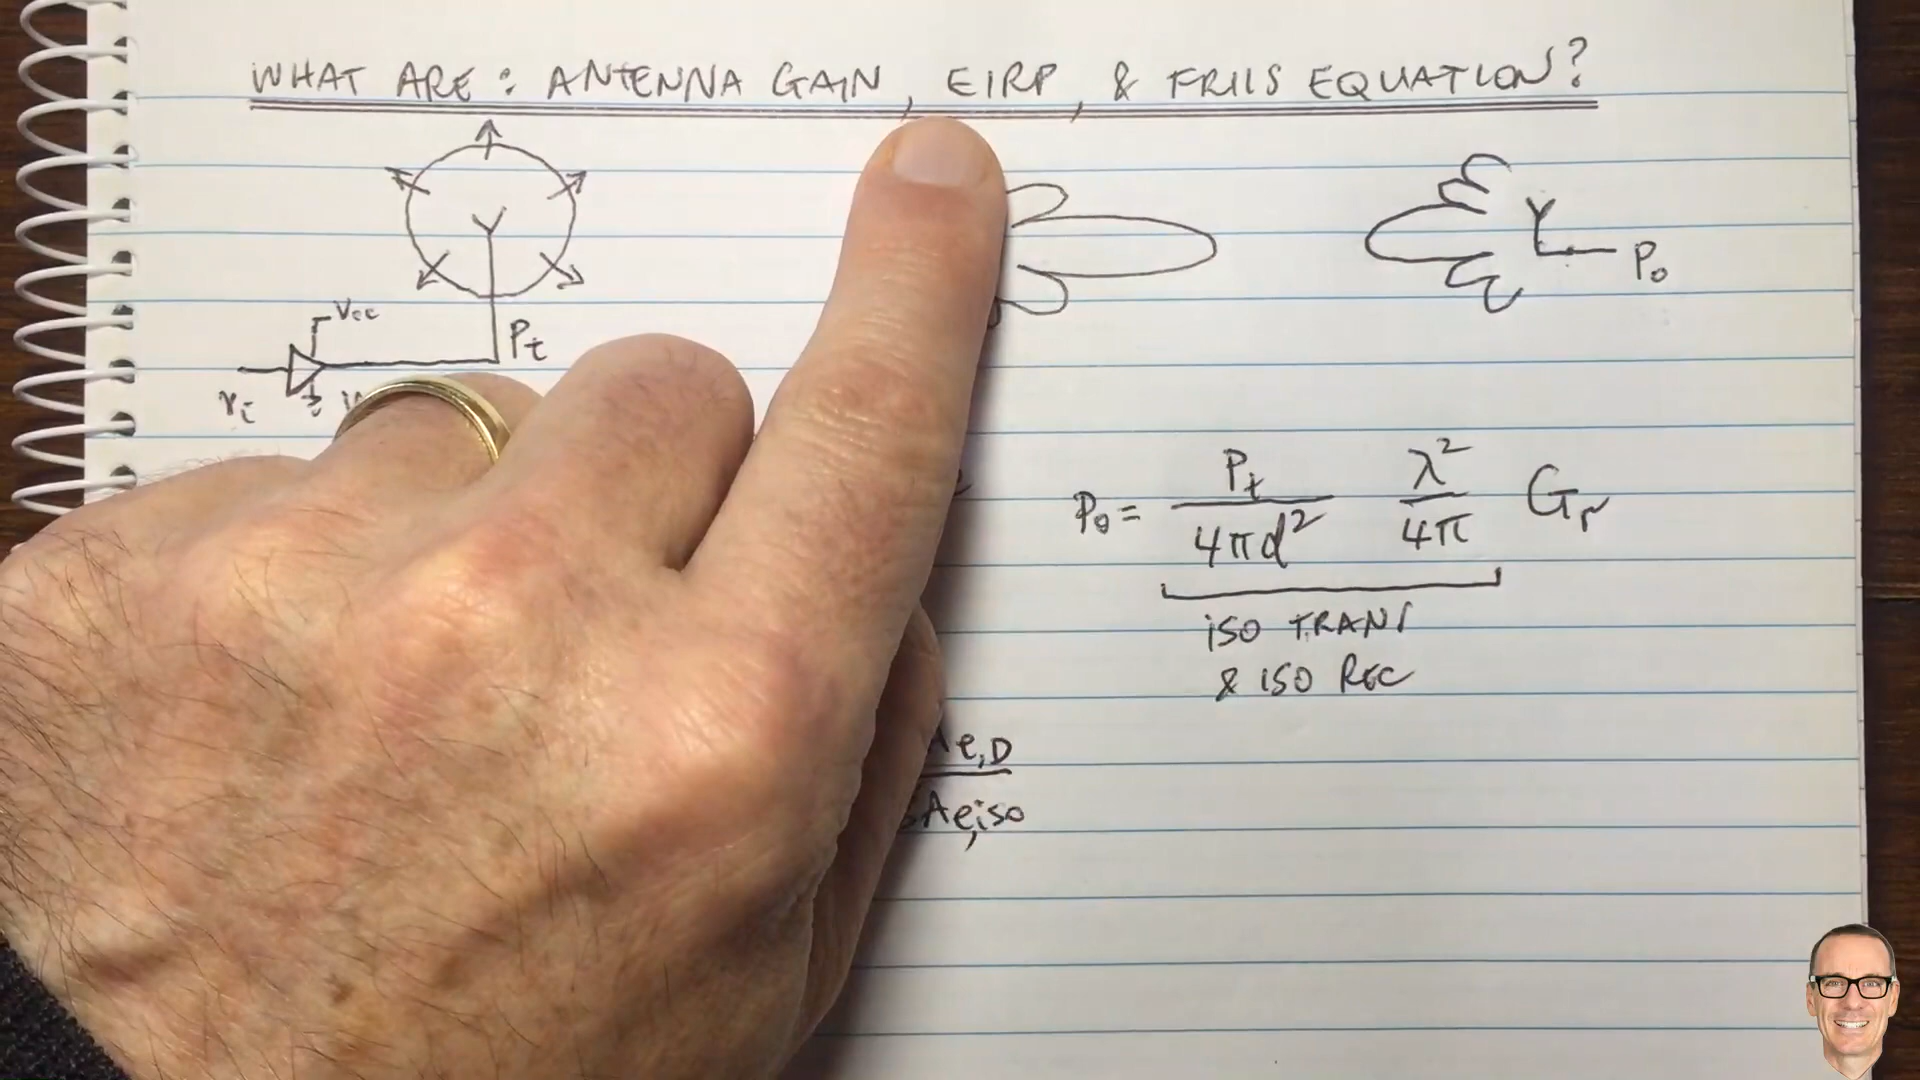 WHAT ARE: ANTENNA GAIN, EIRP, & FRIIS EQUATION?
Vcc
Pt
Po
Po = Pt / 4πd² λ² / 4π Gr
ISO TRANS
& ISO REC
Ae,D
Ae,iso